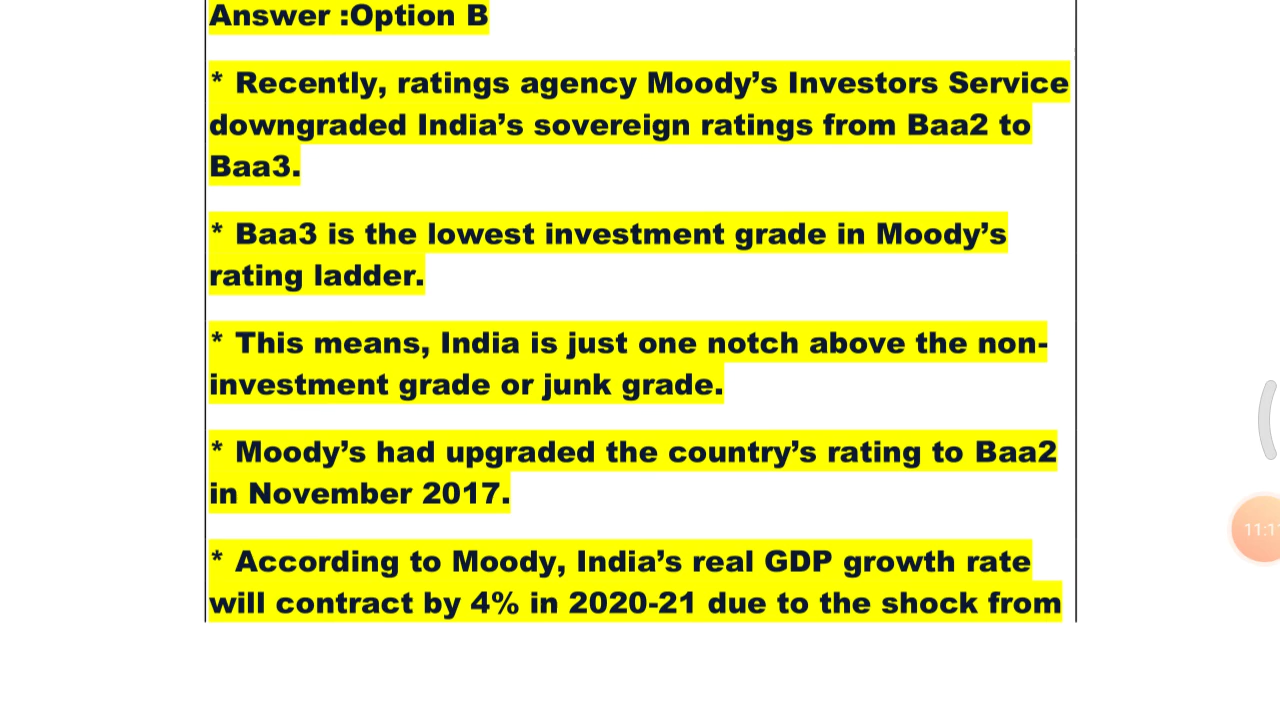 Answer :Option B
* Recently, ratings agency Moody’s Investors Service
downgraded India’s sovereign ratings from Baa2 to
Baa3.
* Baa3 is the lowest investment grade in Moody’s
rating ladder.
* This means, India is just one notch above the non-
investment grade or junk grade.
* Moody’s had upgraded the country’s rating to Baa2
in November 2017.
* According to Moody, India’s real GDP growth rate
will contract by 4% in 2020-21 due to the shock from